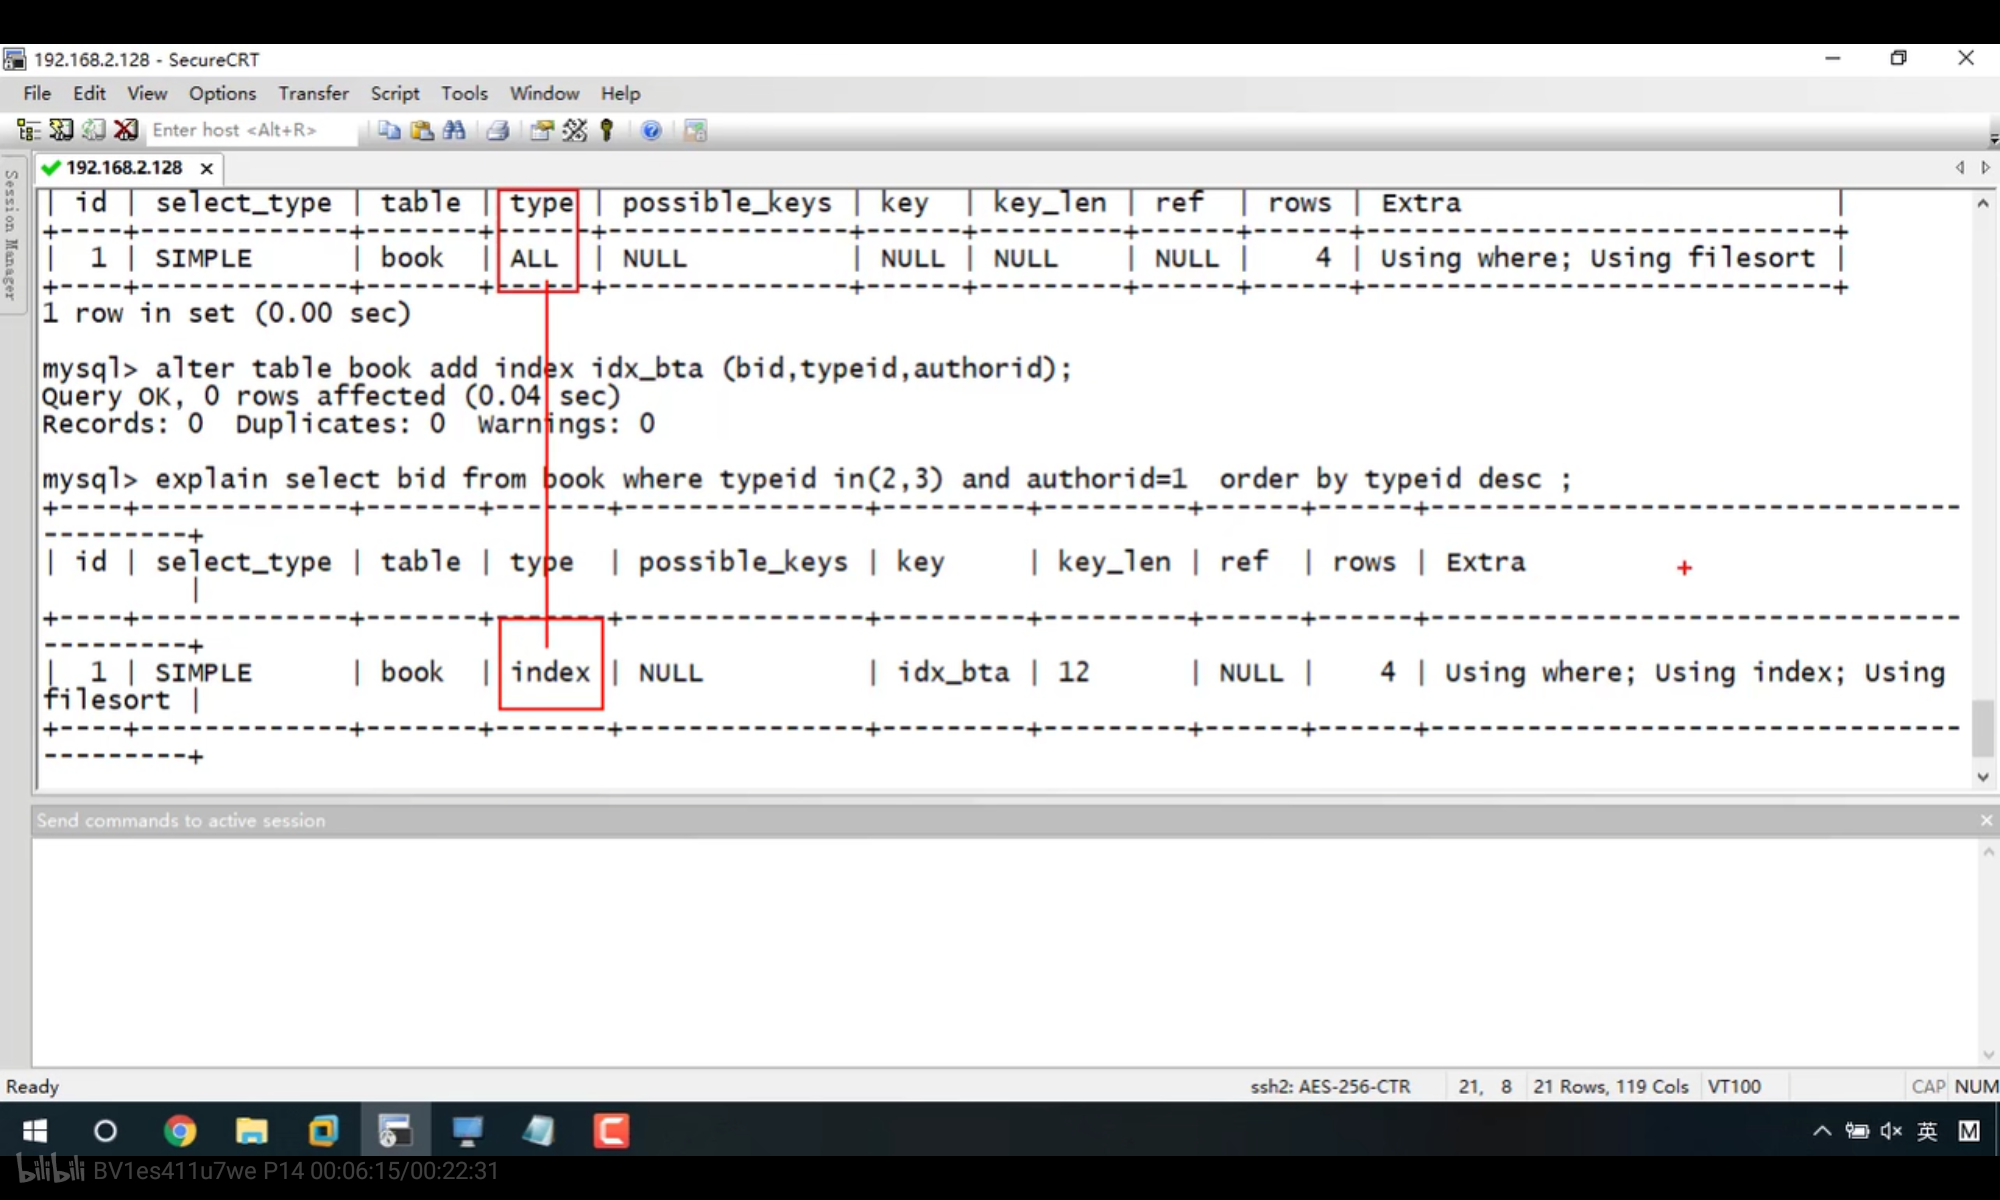 192.168.2.128 - SecureCRT
File Edit View Options Transfer Script Tools Window Help
Enter host <Alt+R>
Session Manager
192.168.2.128
| id | select_type | table | type | possible_keys | key  | key_len | ref  | rows | Extra                       |
+----+-------------+-------+------+---------------+------+---------+------+------+-----------------------------+
|  1 | SIMPLE      | book  | ALL  | NULL          | NULL | NULL    | NULL |    4 | Using where; Using filesort |
+----+-------------+-------+------+---------------+------+---------+------+------+-----------------------------+
1 row in set (0.00 sec)
mysql> alter table book add index idx_bta (bid,typeid,authorid);
Query OK, 0 rows affected (0.04 sec)
Records: 0  Duplicates: 0  Warnings: 0
mysql> explain select bid from book where typeid in(2,3) and authorid=1  order by typeid desc ;
+----+-------------+-------+-------+---------------+---------+---------+------+------+---------------------------------
---------+
| id | select_type | table | type  | possible_keys | key     | key_len | ref  | rows | Extra
         |
+----+-------------+-------+-------+---------------+---------+---------+------+------+---------------------------------
---------+
|  1 | SIMPLE      | book  | index | NULL          | idx_bta | 12      | NULL |    4 | Using where; Using index; Using
filesort |
+----+-------------+-------+-------+---------------+---------+---------+------+------+---------------------------------
---------+
Send commands to active session
Ready ssh2: AES-256-CTR 21, 8 21 Rows, 119 Cols VT100 CAP NUM
英 M
bilibili BV1es411u7we P14 00:06:15/00:22:31